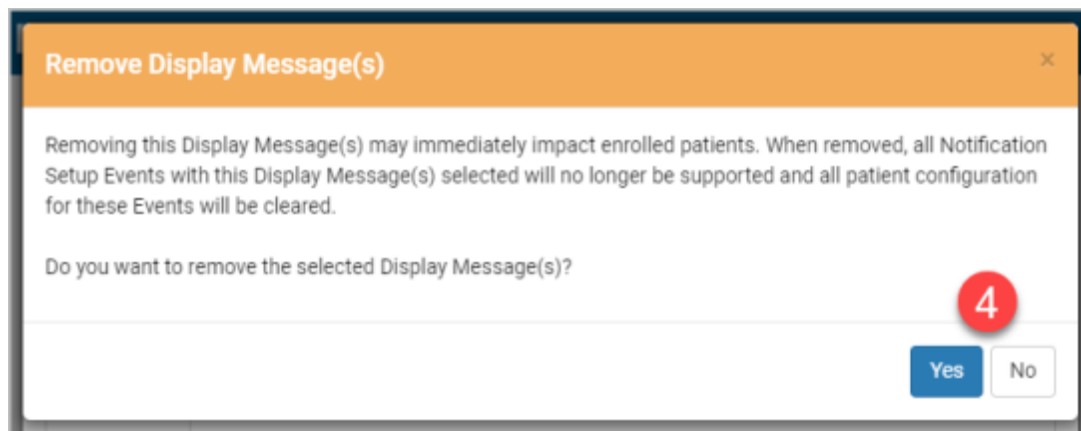 Remove Display Message(s)
×
Removing this Display Message(s) may immediately impact enrolled patients. When removed, all Notification
Setup Events with this Display Message(s) selected will no longer be supported and all patient configuration
for these Events will be cleared.
Do you want to remove the selected Display Message(s)?
4
Yes No